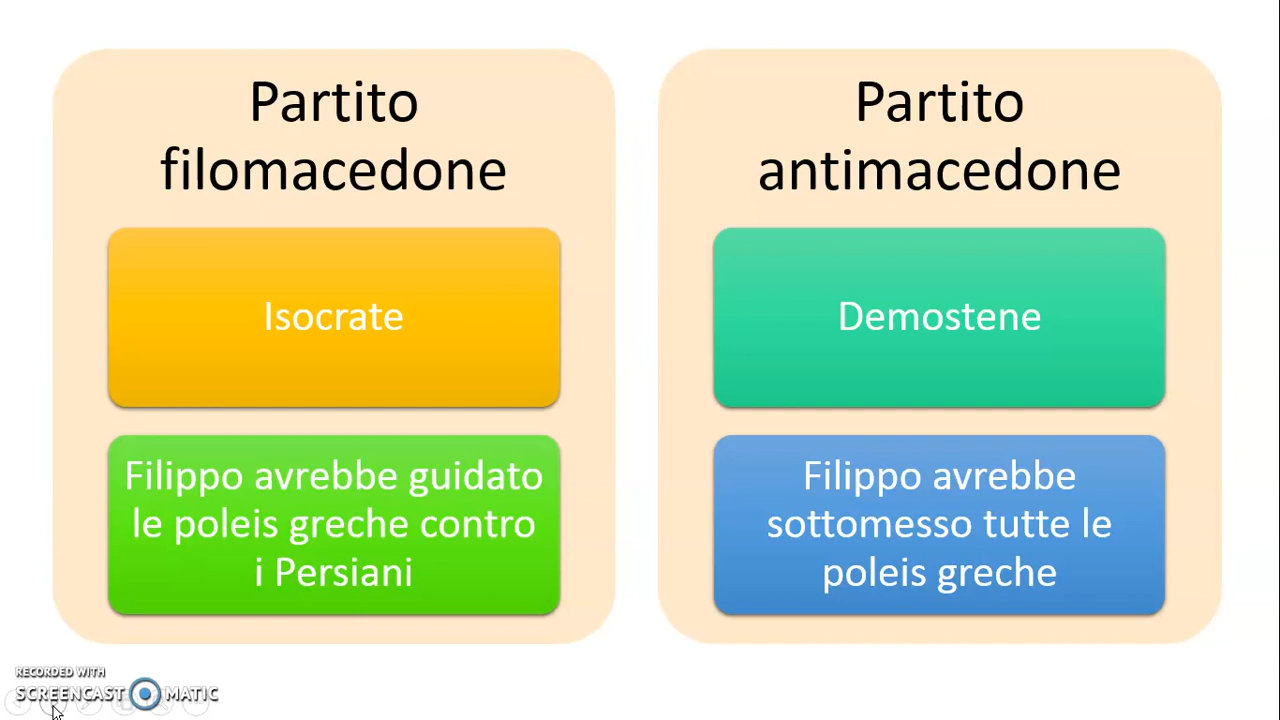 Partito
filomacedone
Isocrate
Filippo avrebbe guidato
le poleis greche contro
i Persiani
Partito
antimacedone
Demostene
Filippo avrebbe
sottomesso tutte le
poleis greche
RECORDED WITH
SCREENCAST MATIC